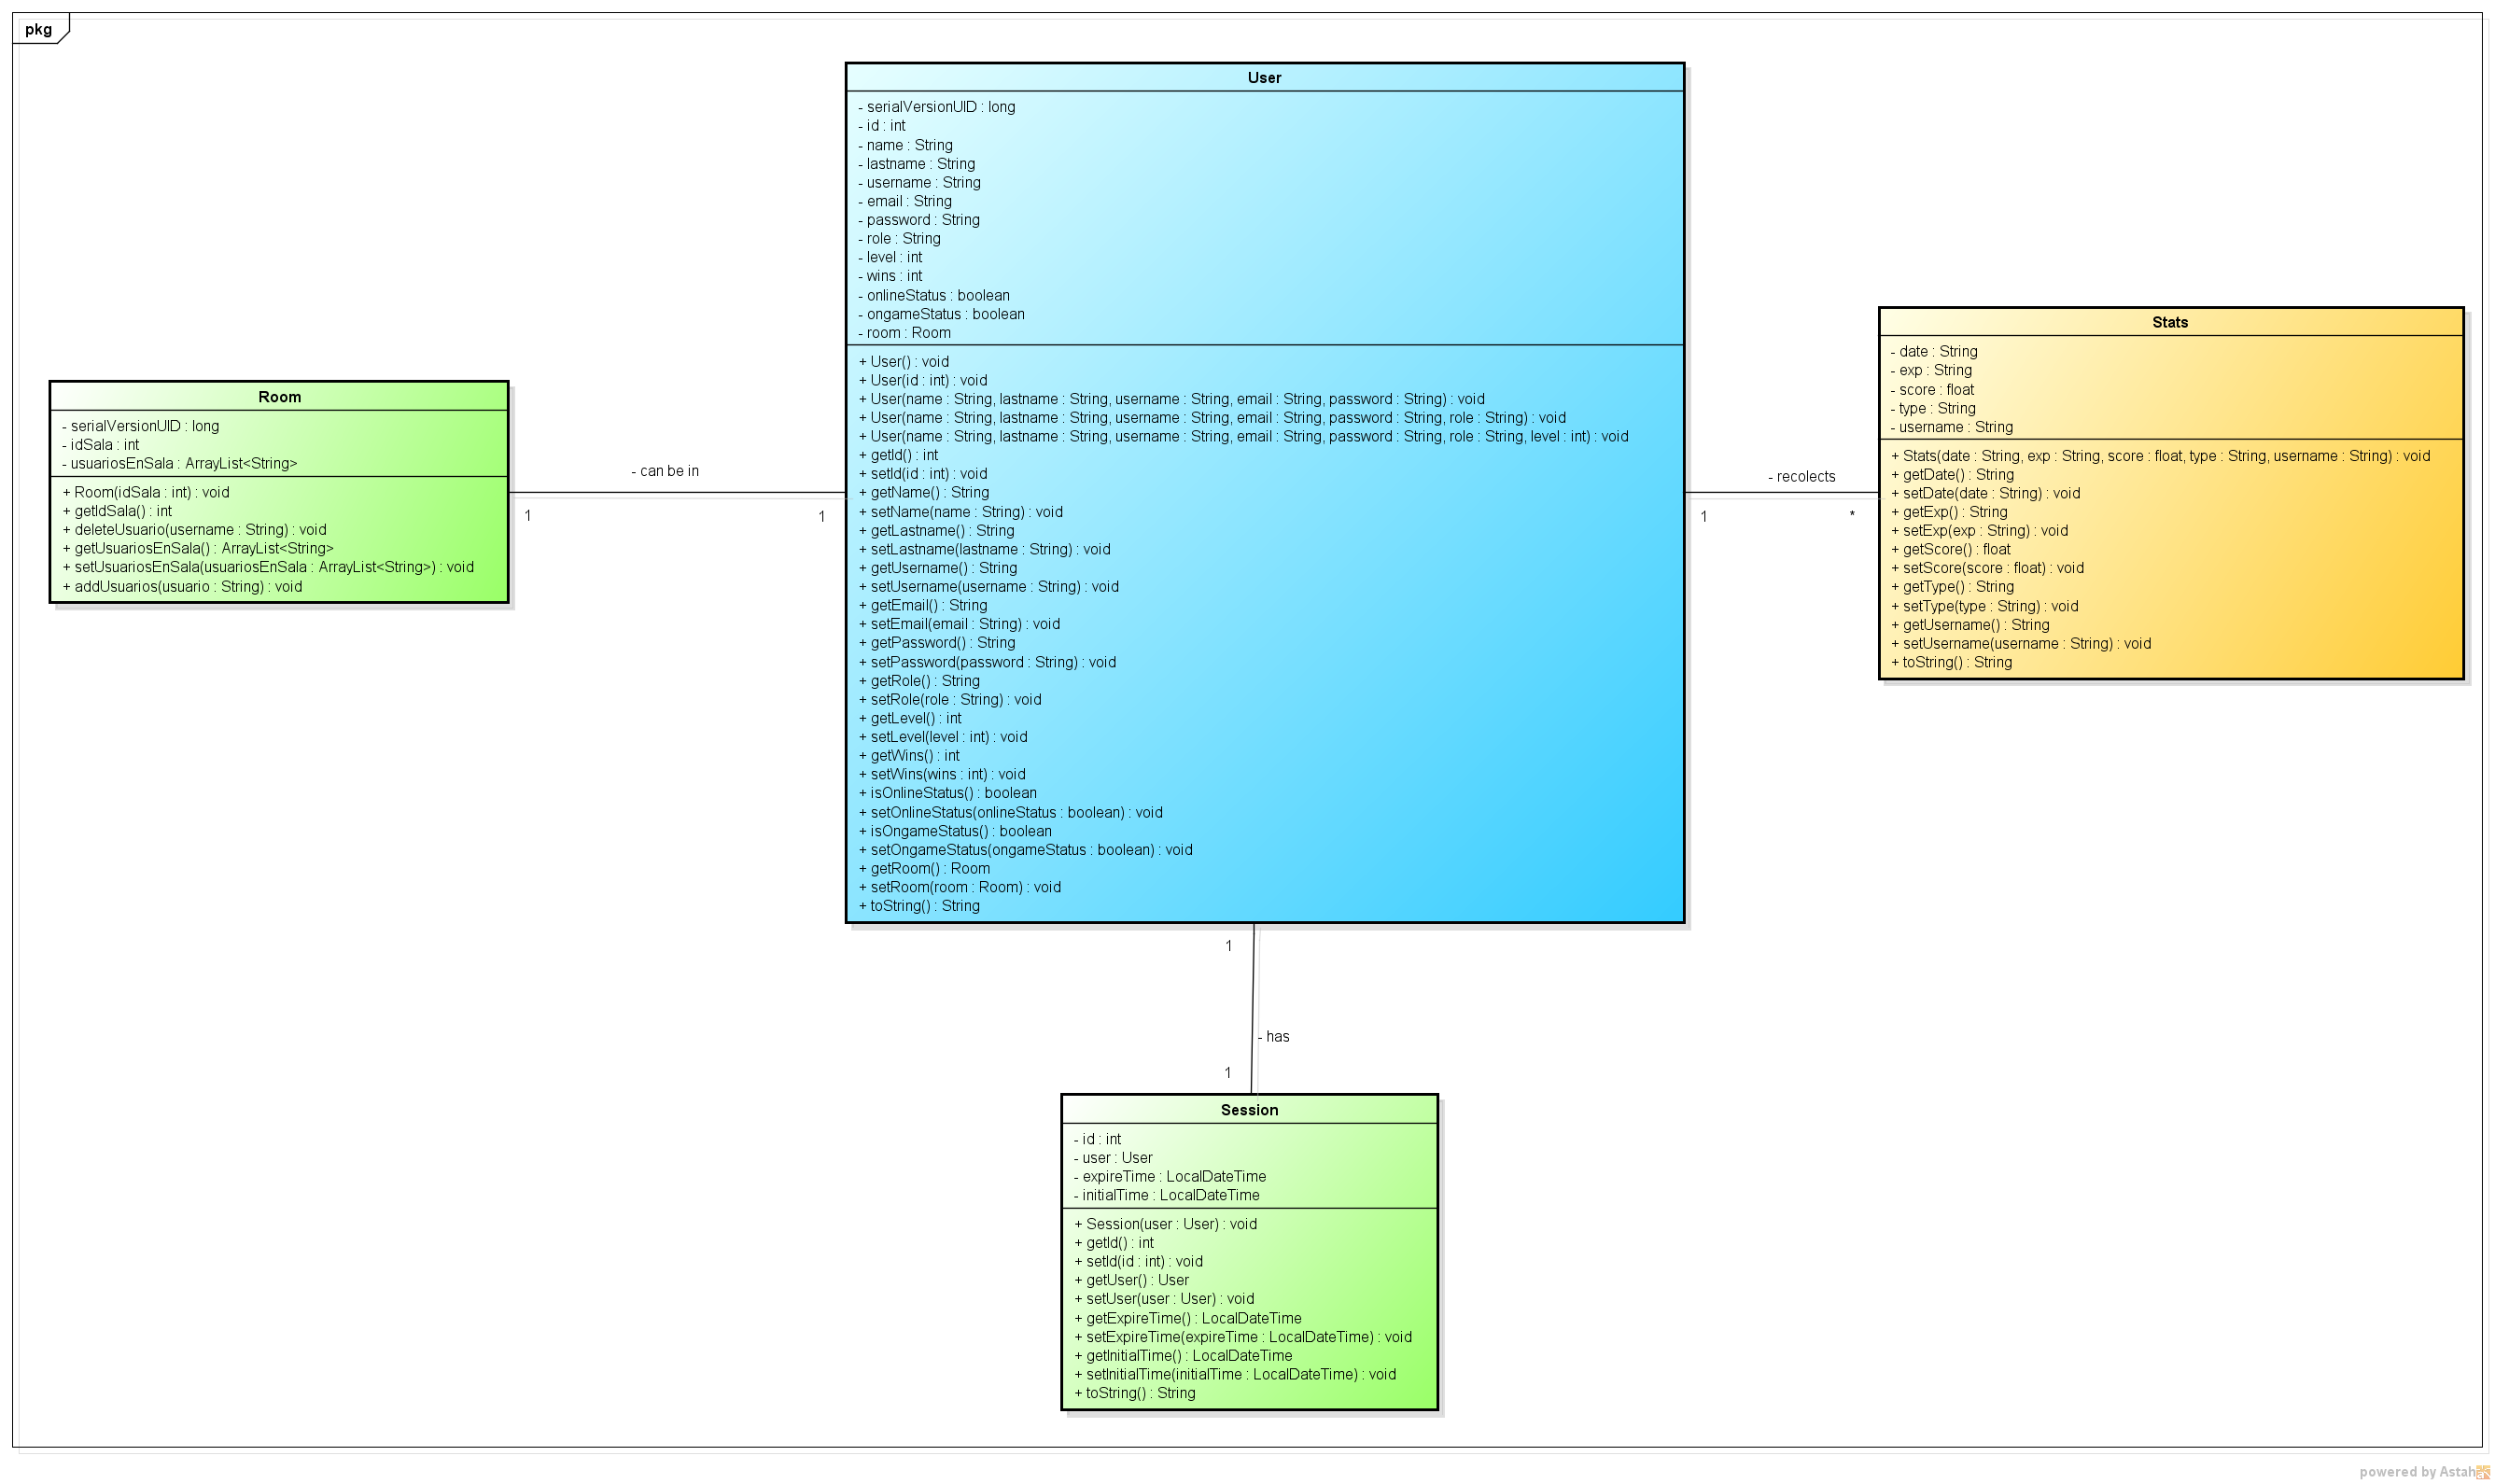 pkg
User
- serialVersionUID : long
- id : int
- name : String
- lastname : String
- username : String
- email : String
- password : String
- role : String
- level : int
- wins : int
- onlineStatus : boolean
- ongameStatus : boolean
- room : Room
+ User() : void
+ User(id : int) : void
+ User(name : String, lastname : String, username : String, email : String, password : String) : void
+ User(name : String, lastname : String, username : String, email : String, password : String, role : String) : void
+ User(name : String, lastname : String, username : String, email : String, password : String, role : String, level : int) : void
+ getId() : int
+ setId(id : int) : void
+ getName() : String
+ setName(name : String) : void
+ getLastname() : String
+ setLastname(lastname : String) : void
+ getUsername() : String
+ setUsername(username : String) : void
+ getEmail() : String
+ setEmail(email : String) : void
+ getPassword() : String
+ setPassword(password : String) : void
+ getRole() : String
+ setRole(role : String) : void
+ getLevel() : int
+ setLevel(level : int) : void
+ getWins() : int
+ setWins(wins : int) : void
+ isOnlineStatus() : boolean
+ setOnlineStatus(onlineStatus : boolean) : void
+ isOngameStatus() : boolean
+ setOngameStatus(ongameStatus : boolean) : void
+ getRoom() : Room
+ setRoom(room : Room) : void
+ toString() : String
Room
- serialVersionUID : long
- idSala : int
- usuariosEnSala : ArrayList<String>
+ Room(idSala : int) : void
+ getIdSala() : int
+ deleteUsuario(username : String) : void
+ getUsuariosEnSala() : ArrayList<String>
+ setUsuariosEnSala(usuariosEnSala : ArrayList<String>) : void
+ addUsuarios(usuario : String) : void
- can be in
1
1
- recolects
1
*
Stats
- date : String
- exp : String
- score : float
- type : String
- username : String
+ Stats(date : String, exp : String, score : float, type : String, username : String) : void
+ getDate() : String
+ setDate(date : String) : void
+ getExp() : String
+ setExp(exp : String) : void
+ getScore() : float
+ setScore(score : float) : void
+ getType() : String
+ setType(type : String) : void
+ getUsername() : String
+ setUsername(username : String) : void
+ toString() : String
1
- has
1
Session
- id : int
- user : User
- expireTime : LocalDateTime
- initialTime : LocalDateTime
+ Session(user : User) : void
+ getId() : int
+ setId(id : int) : void
+ getUser() : User
+ setUser(user : User) : void
+ getExpireTime() : LocalDateTime
+ setExpireTime(expireTime : LocalDateTime) : void
+ getInitialTime() : LocalDateTime
+ setInitialTime(initialTime : LocalDateTime) : void
+ toString() : String
powered by Astah